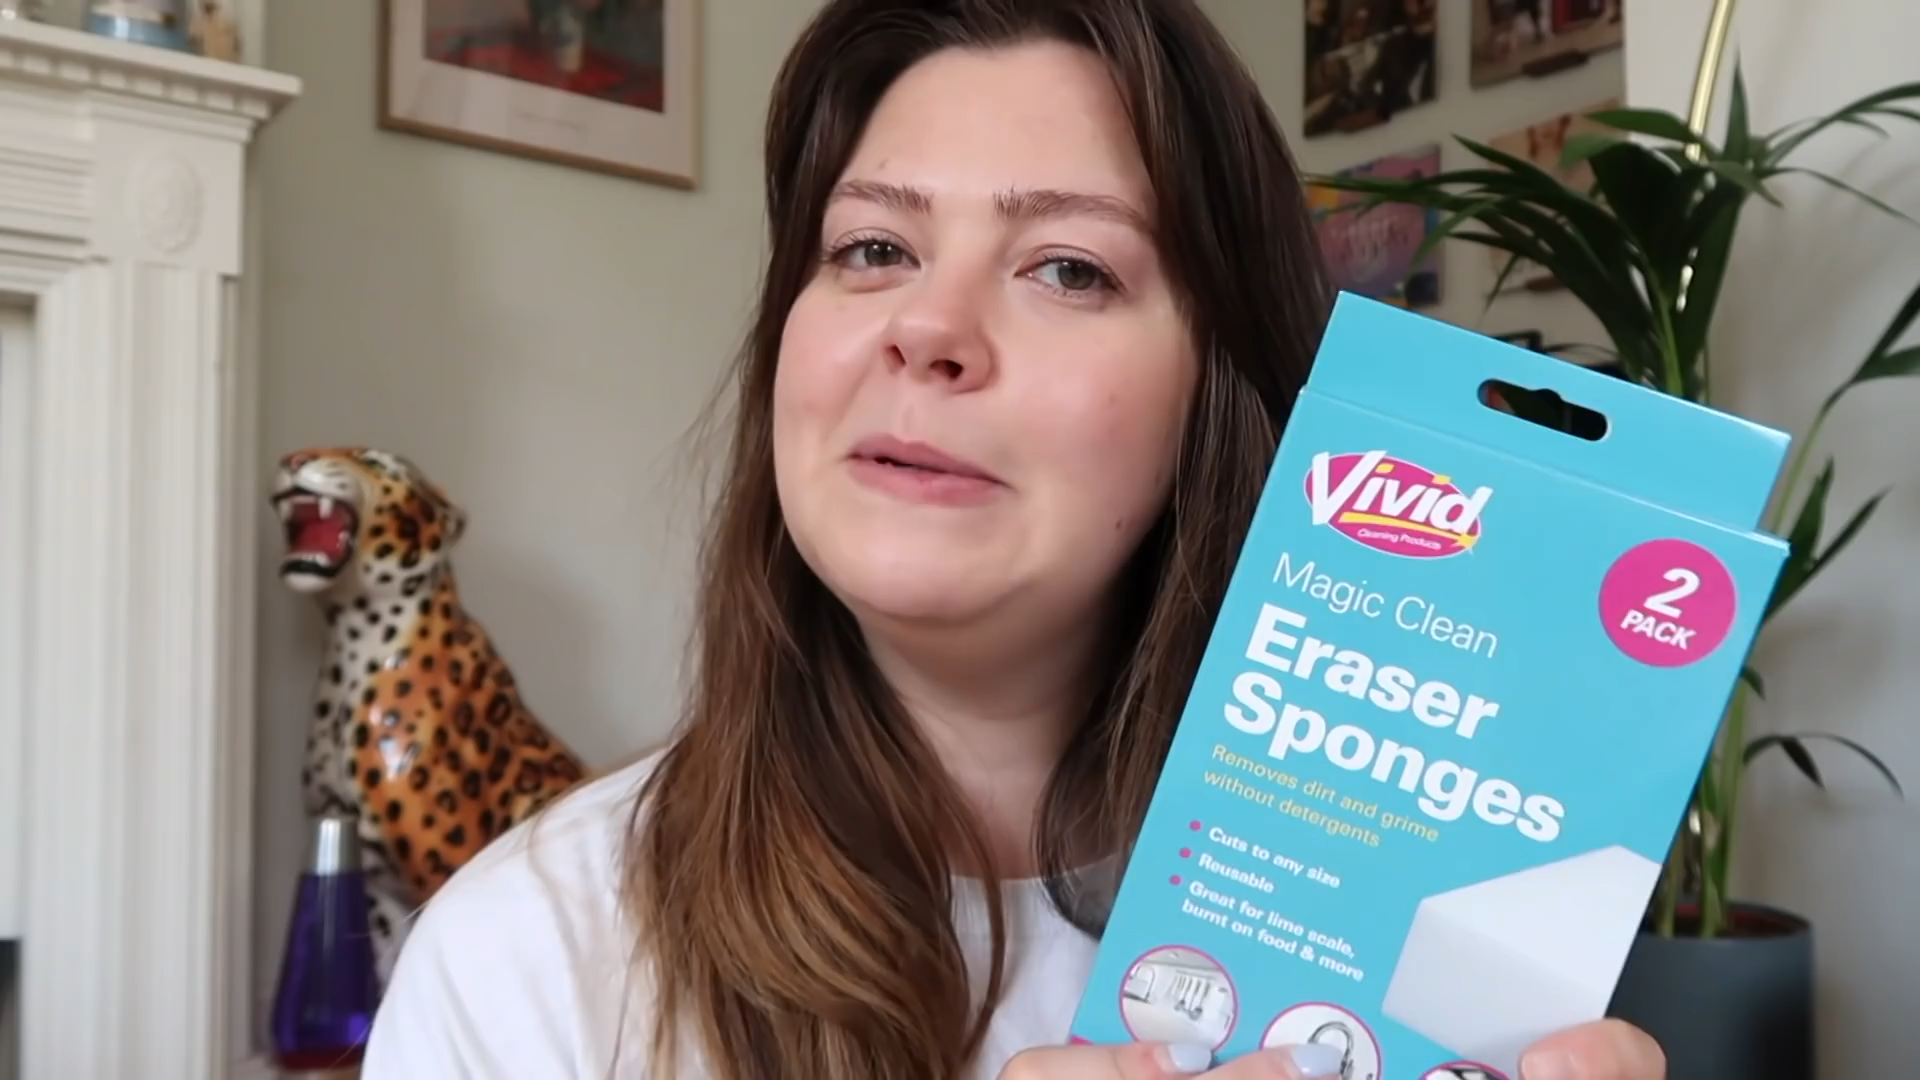 Vivid
Cleaning Products
2
PACK
Magic Clean
Eraser
Sponges
Removes dirt and grime
without detergents
Cuts to any size
Reusable
Great for lime scale,
burnt on food & more